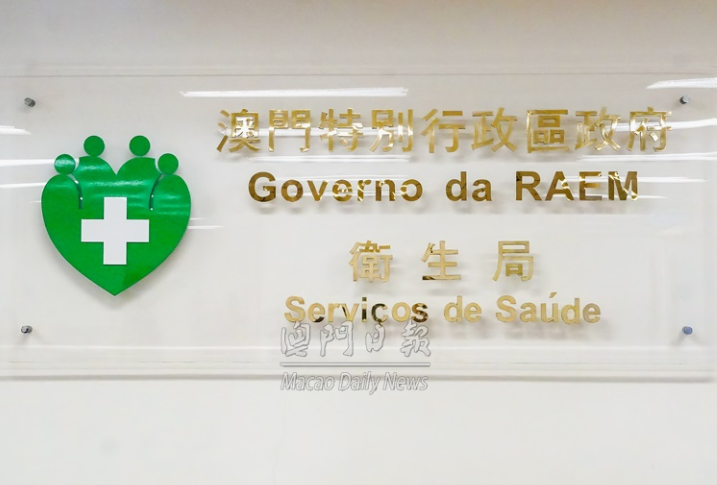 澳門特別行政區政府
Governo da RAEM
衛生局
Serviços de Saúde
澳門日報
Macao Daily News